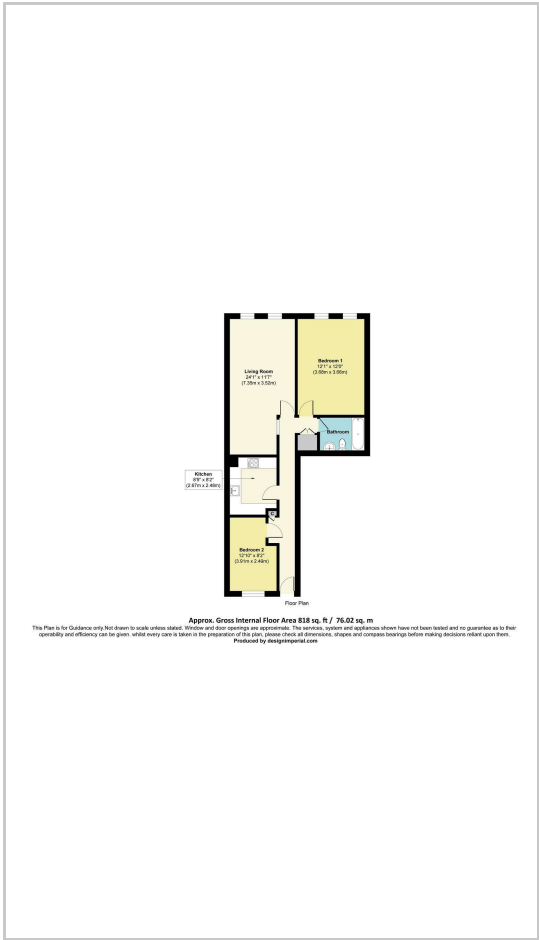 Bedroom 1
12'1" x 12'0"
(3.68m x 3.66m)
Living Room
24'1" x 11'7"
(7.35m x 3.52m)
Bathroom
Kitchen
8'9" x 8'2"
(2.67m x 2.48m)
C
Bedroom 2
12'10" x 8'2"
(3.91m x 2.49m)
Floor Plan
Approx. Gross Internal Floor Area 818 sq. ft / 76.02 sq. m
This Plan is for Guidance only.Not drawn to scale unless stated. Window and door openings are approximate. The services, system and appliances shown have not been tested and no guarantee as to their
operability and efficiency can be given. whilst every care is taken in the preparation of this plan, please check all dimensions, shapes and compass bearings before making decisions reliant upon them.
Produced by designimperial.com